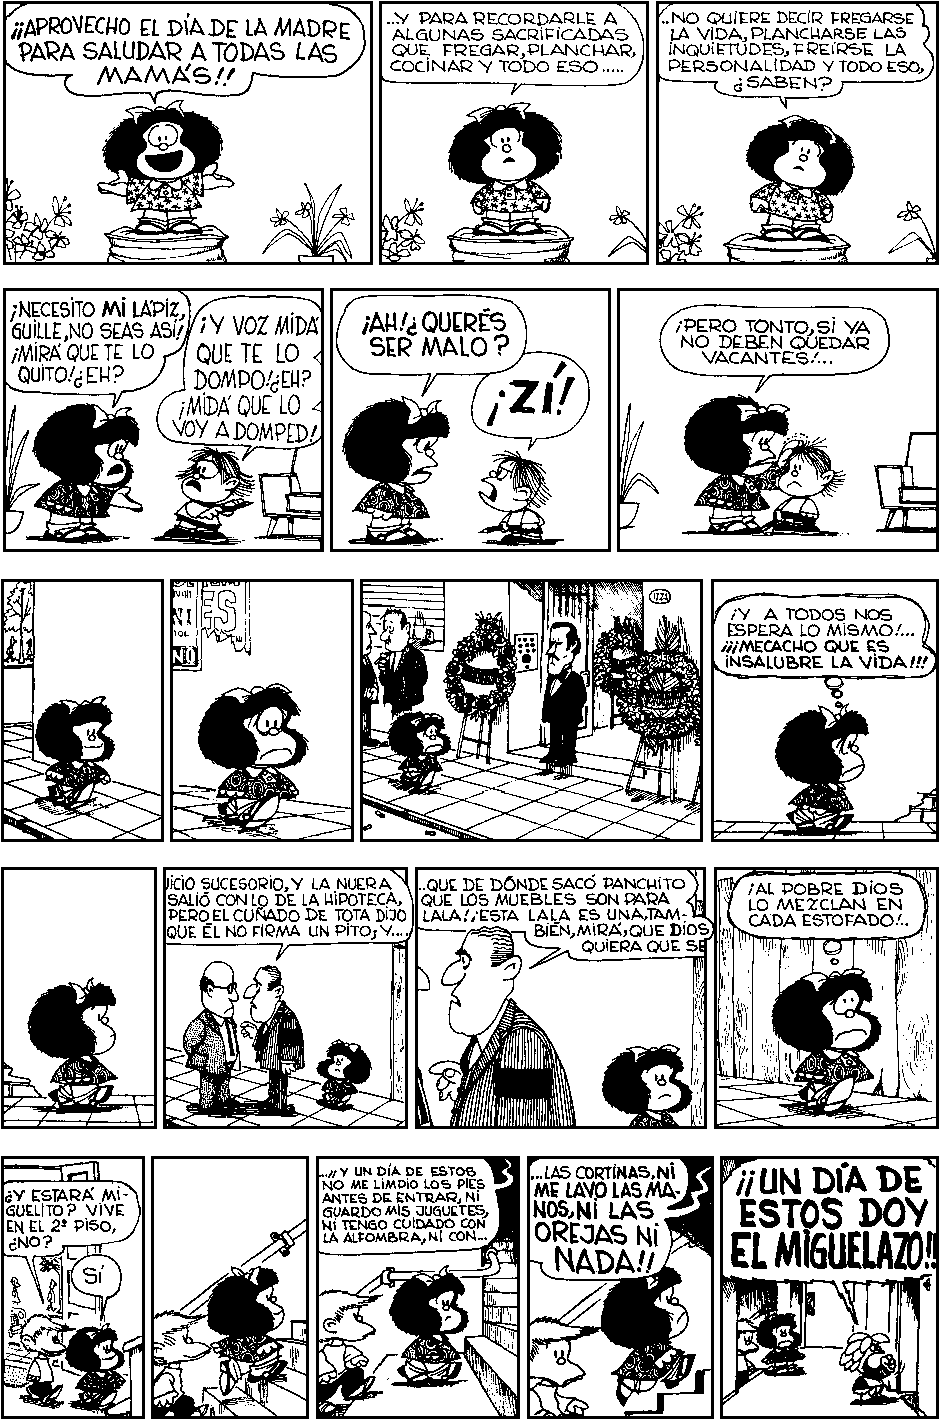 ¡¡APROVECHO EL DÍA DE LA MADRE
PARA SALUDAR A TODAS LAS
MAMÁS!!
..Y PARA RECORDARLE A
ALGUNAS SACRIFICADAS
QUE FREGAR, PLANCHAR,
COCINAR Y TODO ESO.....
..NO QUIERE DECIR FREGARSE
LA VIDA, PLANCHARSE LAS
INQUIETUDES, FREIRSE LA
PERSONALIDAD Y TODO ESO,
¿SABEN?
¡NECESITO MI LÁPIZ,
GUILLE, NO SEAS ASÍ!
¡MIRÁ QUE TE LO
QUITO!¿EH?
¡Y VOZ MIDÁ
QUE TE LO
DOMPO!¿EH?
¡MIDÁ QUE LO
VOY A DOMPED!
¡AH!¿QUERÉS
SER MALO?
¡ZÍ!
¡PERO TONTO, SI YA
NO DEBEN QUEDAR
VACANTES!...
ES
NI
NI
1221
¡Y A TODOS NOS
ESPERA LO MISMO!...
¡¡¡MECACHO QUE ES
INSALUBRE LA VIDA!!!
ICIO SUCESORIO, Y LA NUERA
SALIÓ CON LO DE LA HIPOTECA,
PERO EL CUÑADO DE TOTA DIJO
QUE ÉL NO FIRMA UN PITO; Y...
..QUE DE DÓNDE SACÓ PANCHITO
QUE LOS MUEBLES SON PARA
LALA!¡ESTA LALA ES UNA, TAM-
BIÉN, MIRÁ, QUE DIOS
QUIERA QUE SE
¡AL POBRE DIOS
LO MEZCLAN EN
CADA ESTOFADO!..
¿Y ESTARÁ MI-
GUELITO? VIVE
EN EL 2º PISO,
¿NO?
SÍ
...¡Y UN DÍA DE ESTOS
NO ME LIMPIO LOS PIES
ANTES DE ENTRAR, NI
GUARDO MIS JUGUETES,
NI TENGO CUIDADO CON
LA ALFOMBRA, NI CON...
...LAS CORTINAS, NI
ME LAVO LAS MA-
NOS, NI LAS
OREJAS NI
NADA!!
¡¡UN DÍA DE
ESTOS DOY
EL MIGUELAZO!!